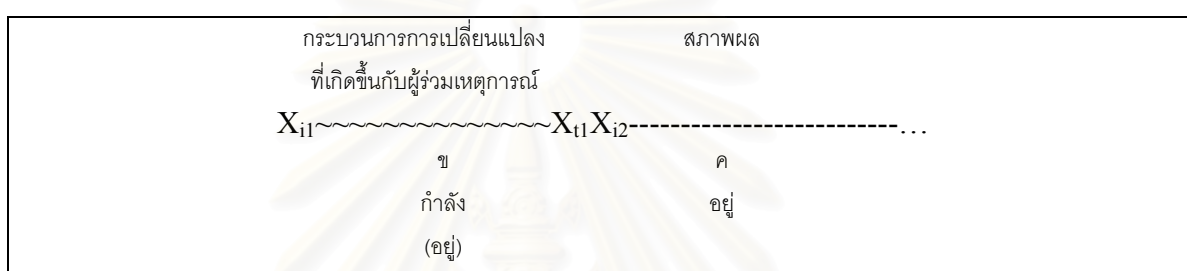 กระบวนการการเปลี่ยนแปลง สภาพผล
ที่เกิดขึ้นกับผู้ร่วมเหตุการณ์
Xi1~~~~~~~~~~~~~~Xt1Xi2---------------------------…
ข ค
กำลัง อยู่
(อยู่)